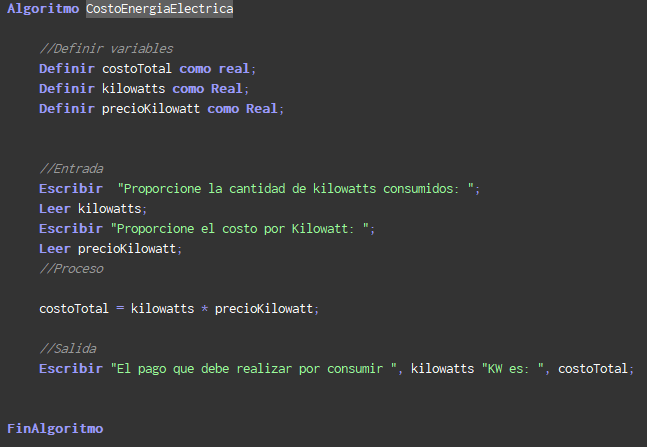 Algoritmo CostoEnergiaElectrica
//Definir variables
Definir costoTotal como real;
Definir kilowatts como Real;
Definir precioKilowatt como Real;
//Entrada
Escribir  "Proporcione la cantidad de kilowatts consumidos: ";
Leer kilowatts;
Escribir "Proporcione el costo por Kilowatt: ";
Leer precioKilowatt;
//Proceso
costoTotal = kilowatts * precioKilowatt;
//Salida
Escribir "El pago que debe realizar por consumir ", kilowatts "KW es: ", costoTotal;
FinAlgoritmo